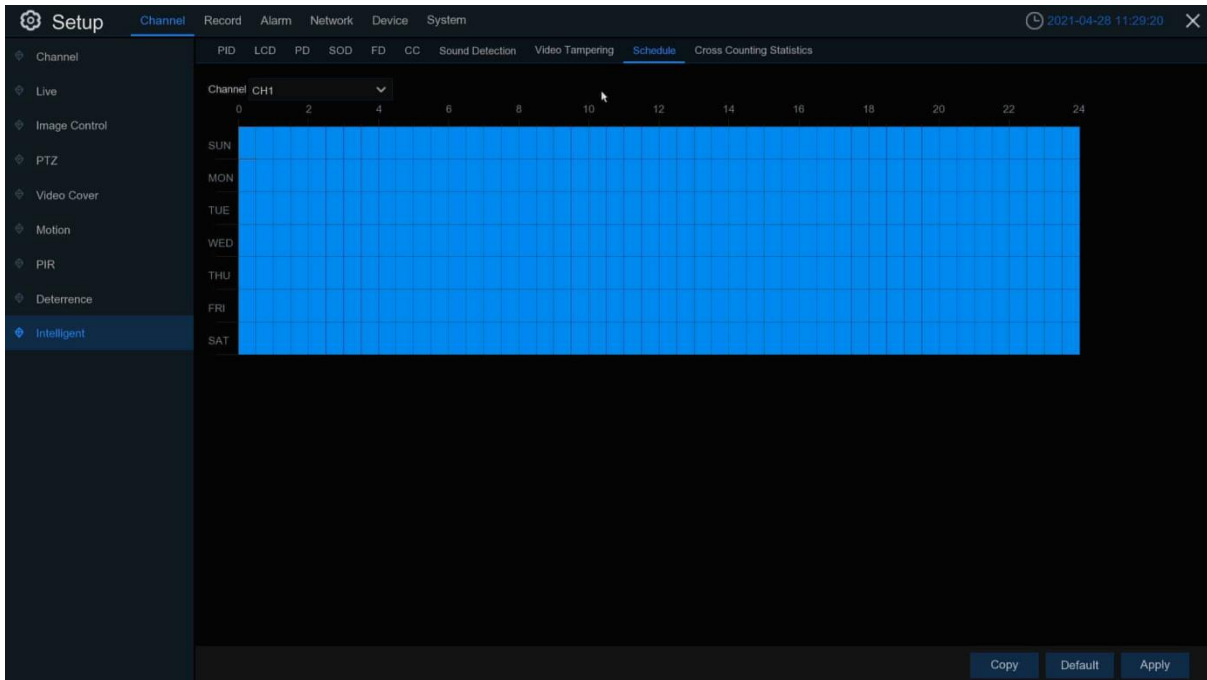 Setup Channel Record Alarm Network Device System 2021-04-28 11:29:20
Channel
Live
Image Control
PTZ
Video Cover
Motion
PIR
Deterrence
Intelligent
PID LCD PD SOD FD CC Sound Detection Video Tampering Schedule Cross Counting Statistics
Channel CH1
0 2 4 6 8 10 12 14 16 18 20 22 24
SUN
MON
TUE
WED
THU
FRI
SAT
Copy Default Apply